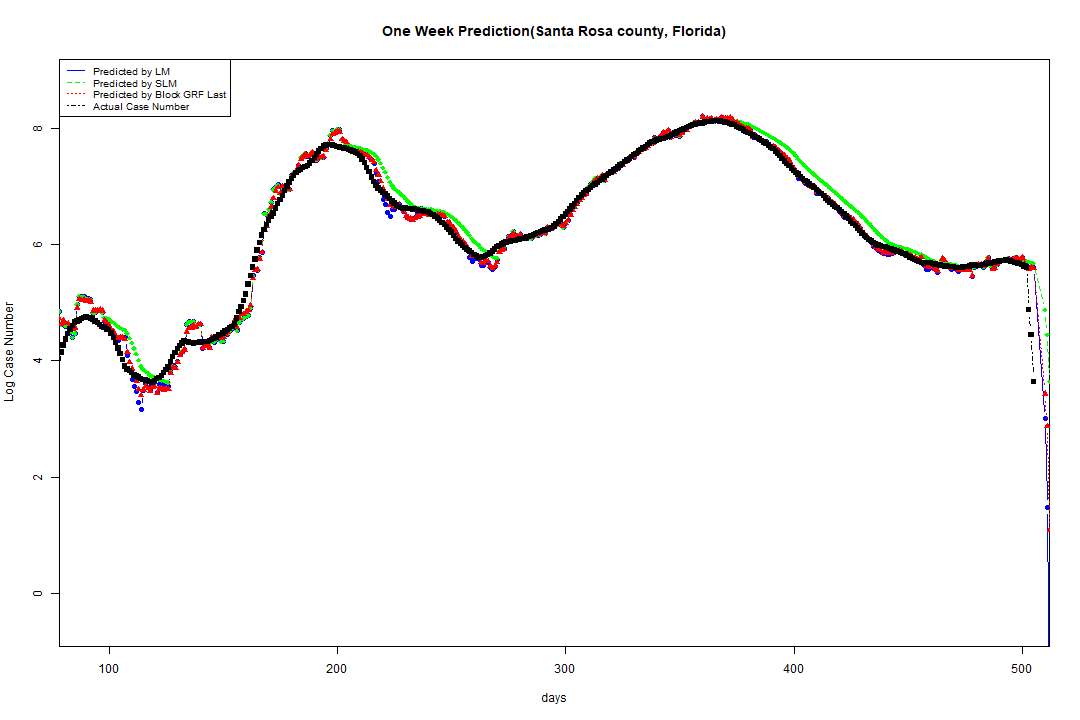 One Week Prediction(Santa Rosa county, Florida)
Predicted by LM
Predicted by SLM
Predicted by Block GRF Last
Actual Case Number
8
6
4
2
0
Log Case Number
100 200 300 400 500
days